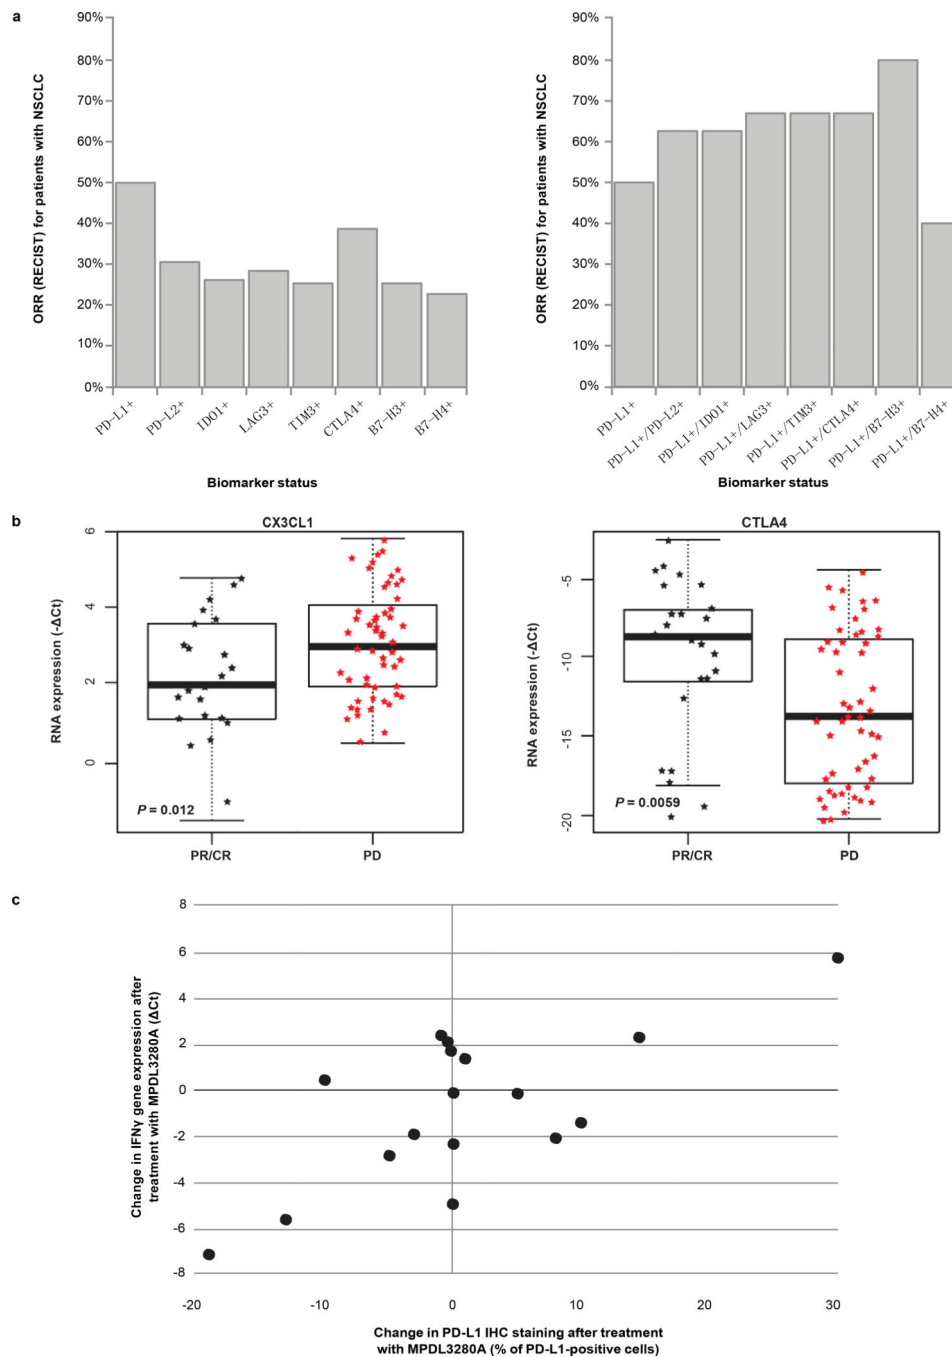 a
ORR (RECIST) for patients with NSCLC
90%
80%
70%
60%
50%
40%
30%
20%
10%
0%
PD-L1+
PD-L2+
IDO1+
LAG3+
TIM3+
CTLA4+
B7-H3+
B7-H4+
Biomarker status
ORR (RECIST) for patients with NSCLC
90%
80%
70%
60%
50%
40%
30%
20%
10%
0%
PD-L1+
PD-L1+/PD-L2+
PD-L1+/IDO1+
PD-L1+/LAG3+
PD-L1+/TIM3+
PD-L1+/CTLA4+
PD-L1+/B7-H3+
PD-L1+/B7-H4+
Biomarker status
b
CX3CL1
RNA expression (-ΔCt)
6
4
2
0
P = 0.012
PR/CR
PD
CTLA4
RNA expression (-ΔCt)
-5
-10
-15
-20
P = 0.0059
PR/CR
PD
c
Change in IFNγ gene expression after
treatment with MPDL3280A (ΔCt)
8
6
4
2
0
-2
-4
-6
-8
-20
-10
0
10
20
30
Change in PD-L1 IHC staining after treatment
with MPDL3280A (% of PD-L1-positive cells)